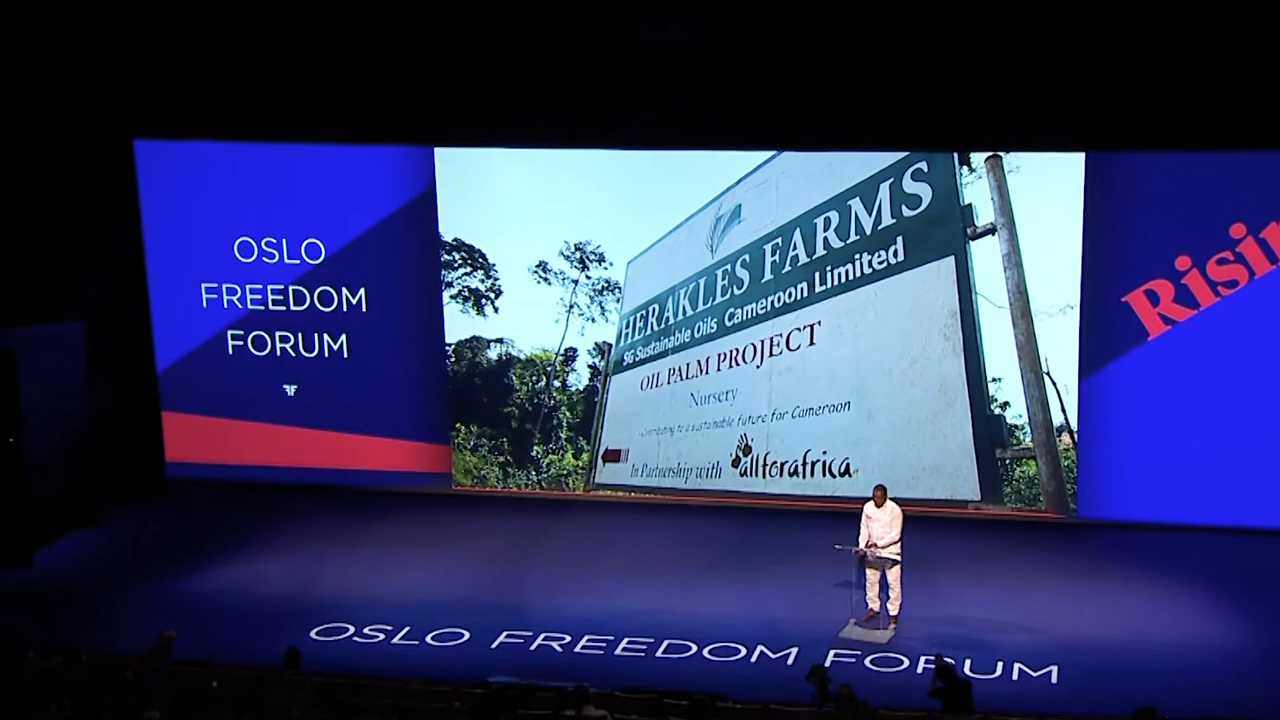 OSLO
FREEDOM
FORUM
HERAKLES FARMS
SG Sustainable Oils Cameroon Limited
OIL PALM PROJECT
Nursery
Contributing to a sustainable future for Cameroon
In Partnership with allforafrica
Risin
OSLO FREEDOM FORUM